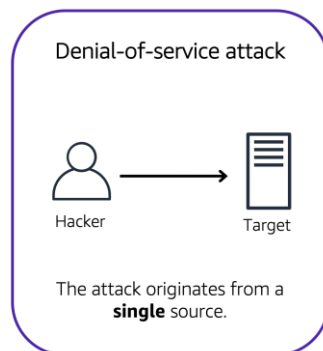 Denial-of-service attack
Hacker
Target
The attack originates from a
single source.